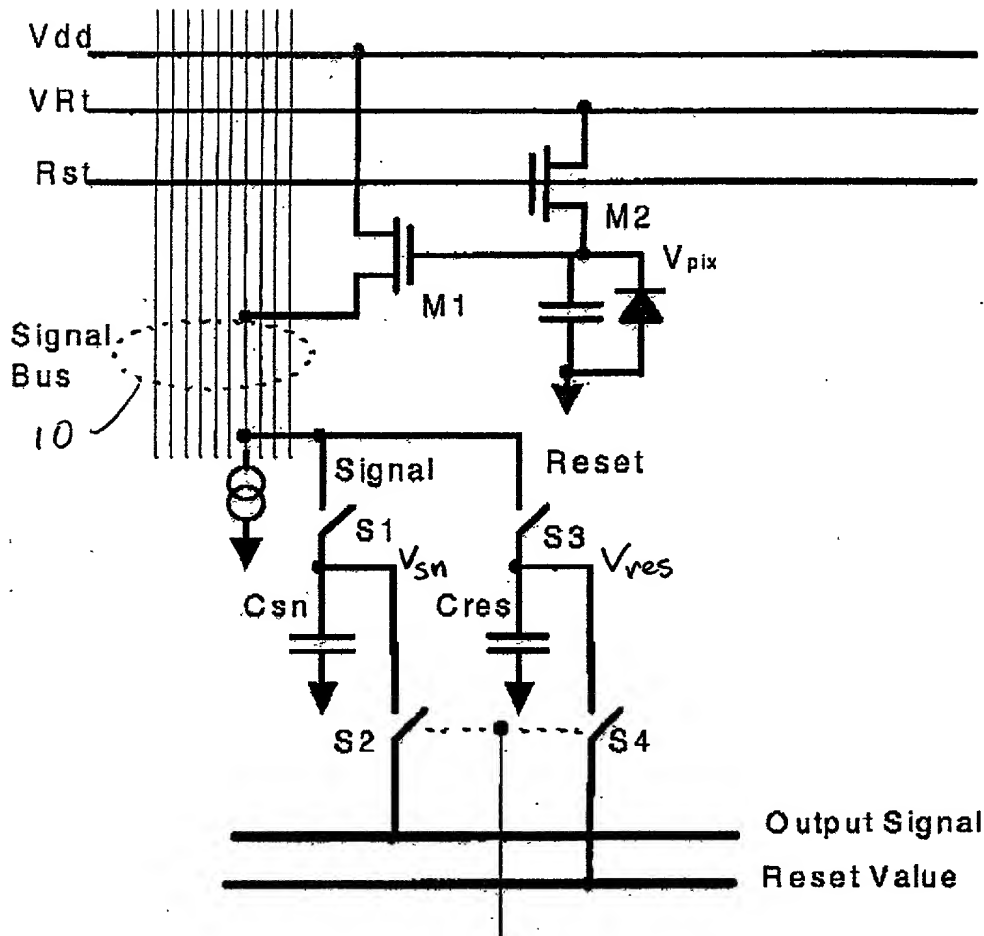 Vdd
VRt
Rst
M2
Vpix
M1
Signal
Bus
10
Signal
Reset
S1
S3
Vsn
Vres
Csn
Cres
S2
S4
Output Signal
Reset Value